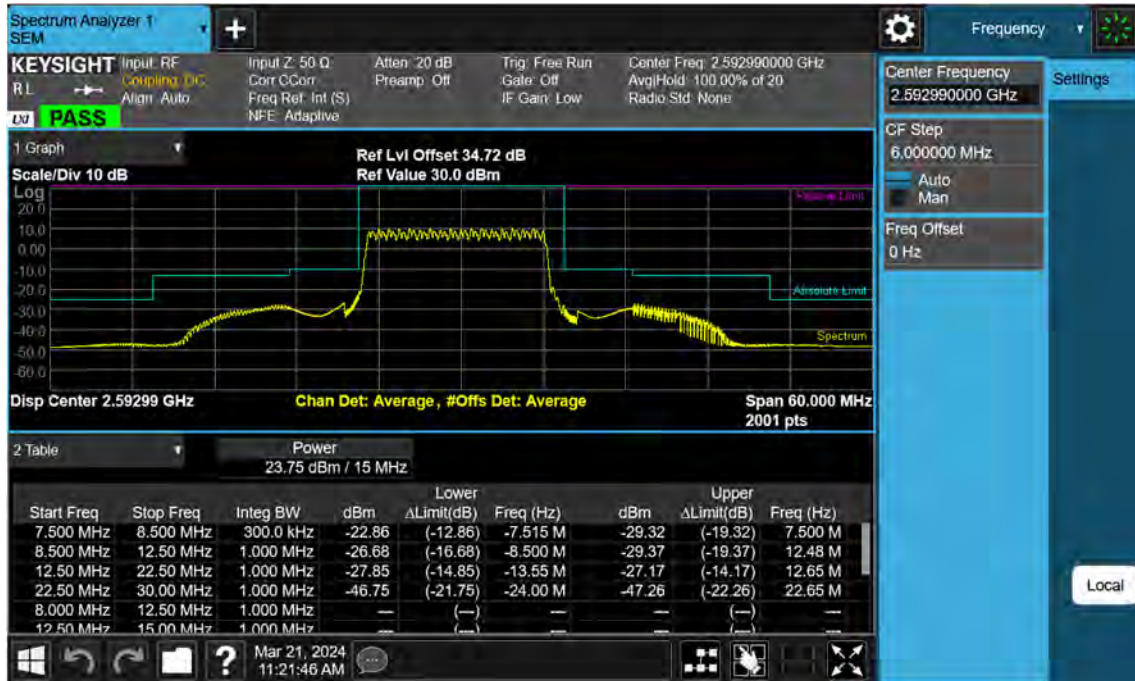 Spectrum Analyzer 1
SEM
+
Frequency
KEYSIGHT
RL
LXI
PASS
Input: RF
Coupling: DC
Align: Auto
Input Z: 50 Ω
Corr CCorr
Freq Ref: Int (S)
NFE: Adaptive
Atten: 20 dB
Preamp: Off
Trig: Free Run
Gate: Off
IF Gain: Low
Center Freq: 2.592990000 GHz
Avg|Hold: 100.00% of 20
Radio Std: None
Center Frequency
2.592990000 GHz
Settings
CF Step
6.000000 MHz
Auto
Man
Freq Offset
0 Hz
Local
1 Graph
Scale/Div 10 dB
Ref Lvl Offset 34.72 dB
Ref Value 30.0 dBm
Log
20.0
10.0
0.00
-10.0
-20.0
-30.0
-40.0
-50.0
-60.0
Relative Limit
Absolute Limit
Spectrum
Disp Center 2.59299 GHz
Chan Det: Average, #Offs Det: Average
Span 60.000 MHz
2001 pts
2 Table
Power
23.75 dBm / 15 MHz
Lower Upper
Start Freq Stop Freq Integ BW dBm ΔLimit(dB) Freq (Hz) dBm ΔLimit(dB) Freq (Hz)
7.500 MHz 8.500 MHz 300.0 kHz -22.86 (-12.86) -7.515 M -29.32 (-19.32) 7.500 M
8.500 MHz 12.50 MHz 1.000 MHz -26.68 (-16.68) -8.500 M -29.37 (-19.37) 12.48 M
12.50 MHz 22.50 MHz 1.000 MHz -27.85 (-14.85) -13.55 M -27.17 (-14.17) 12.65 M
22.50 MHz 30.00 MHz 1.000 MHz -46.75 (-21.75) -24.00 M -47.26 (-22.26) 22.65 M
8.000 MHz 12.50 MHz 1.000 MHz --- (---) --- --- (---) ---
12.50 MHz 15.00 MHz 1.000 MHz --- (---) --- --- (---) ---
?
Mar 21, 2024
11:21:46 AM